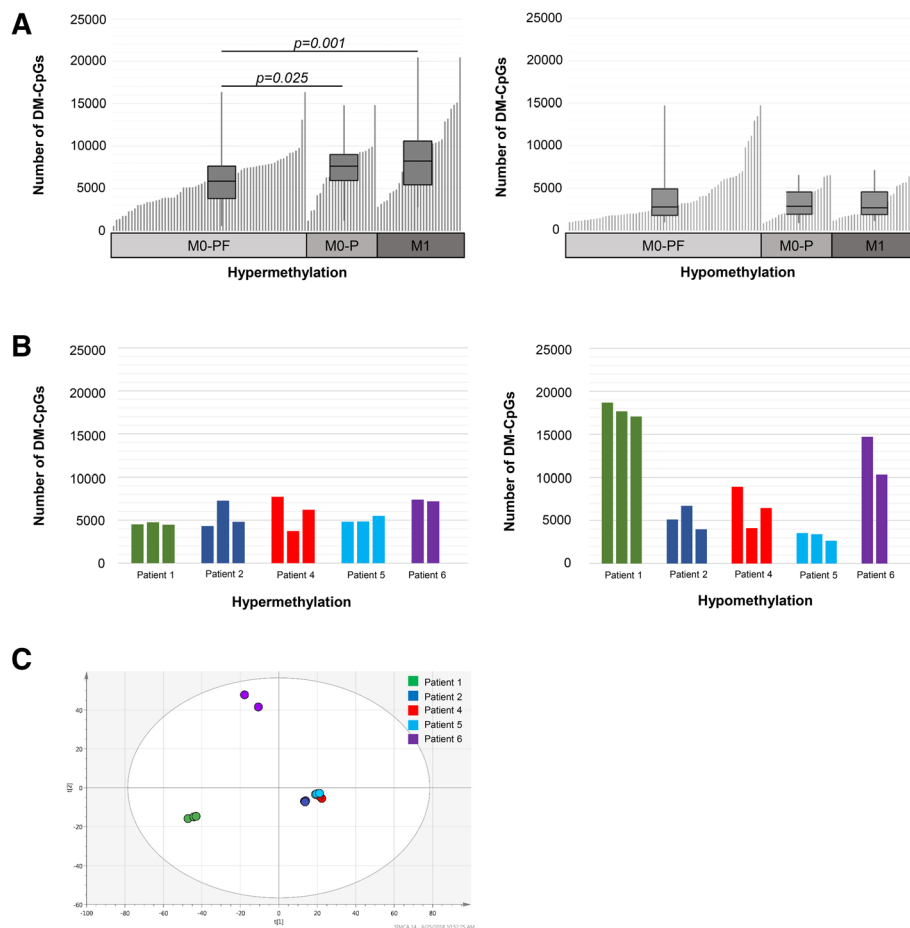 A
Number of DM-CpGs
25000
20000
15000
10000
5000
0
p=0.001
p=0.025
M0-PF
M0-P
M1
Hypermethylation
Number of DM-CpGs
25000
20000
15000
10000
5000
0
M0-PF
M0-P
M1
Hypomethylation
B
Number of DM-CpGs
25000
20000
15000
10000
5000
0
Patient 1
Patient 2
Patient 4
Patient 5
Patient 6
Hypermethylation
Number of DM-CpGs
25000
20000
15000
10000
5000
0
Patient 1
Patient 2
Patient 4
Patient 5
Patient 6
Hypomethylation
C
Patient 1
Patient 2
Patient 4
Patient 5
Patient 6
t[2]
60
40
20
0
-20
-40
-60
-100
-80
-60
-40
-20
0
20
40
60
80
t[1]